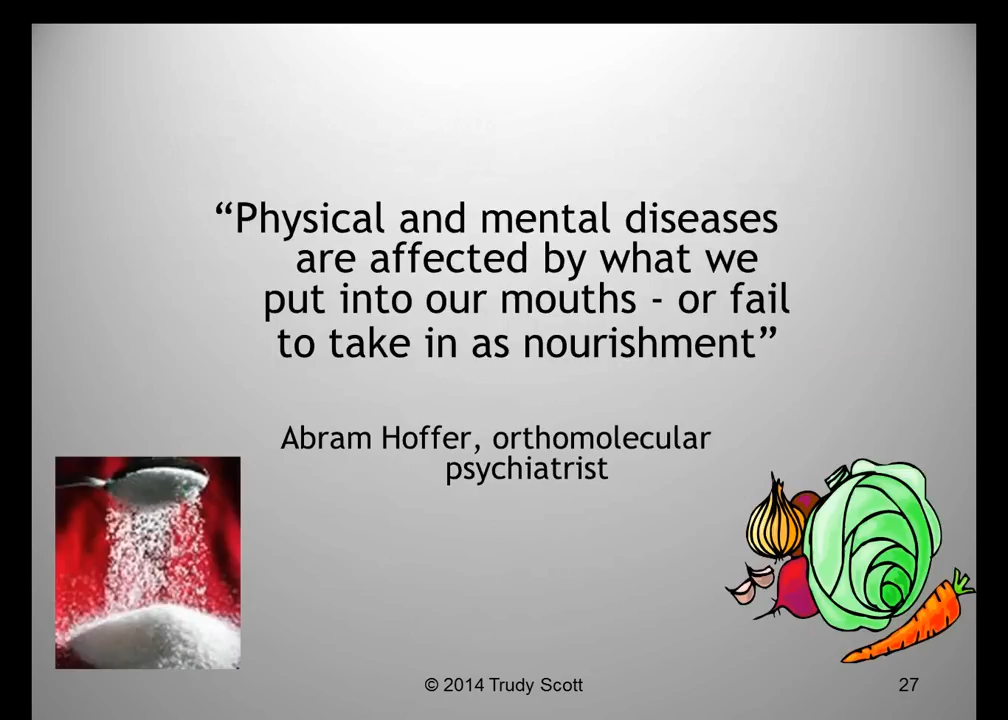 “Physical and mental diseases
are affected by what we
put into our mouths - or fail
to take in as nourishment”
Abram Hoffer, orthomolecular
psychiatrist
© 2014 Trudy Scott
27